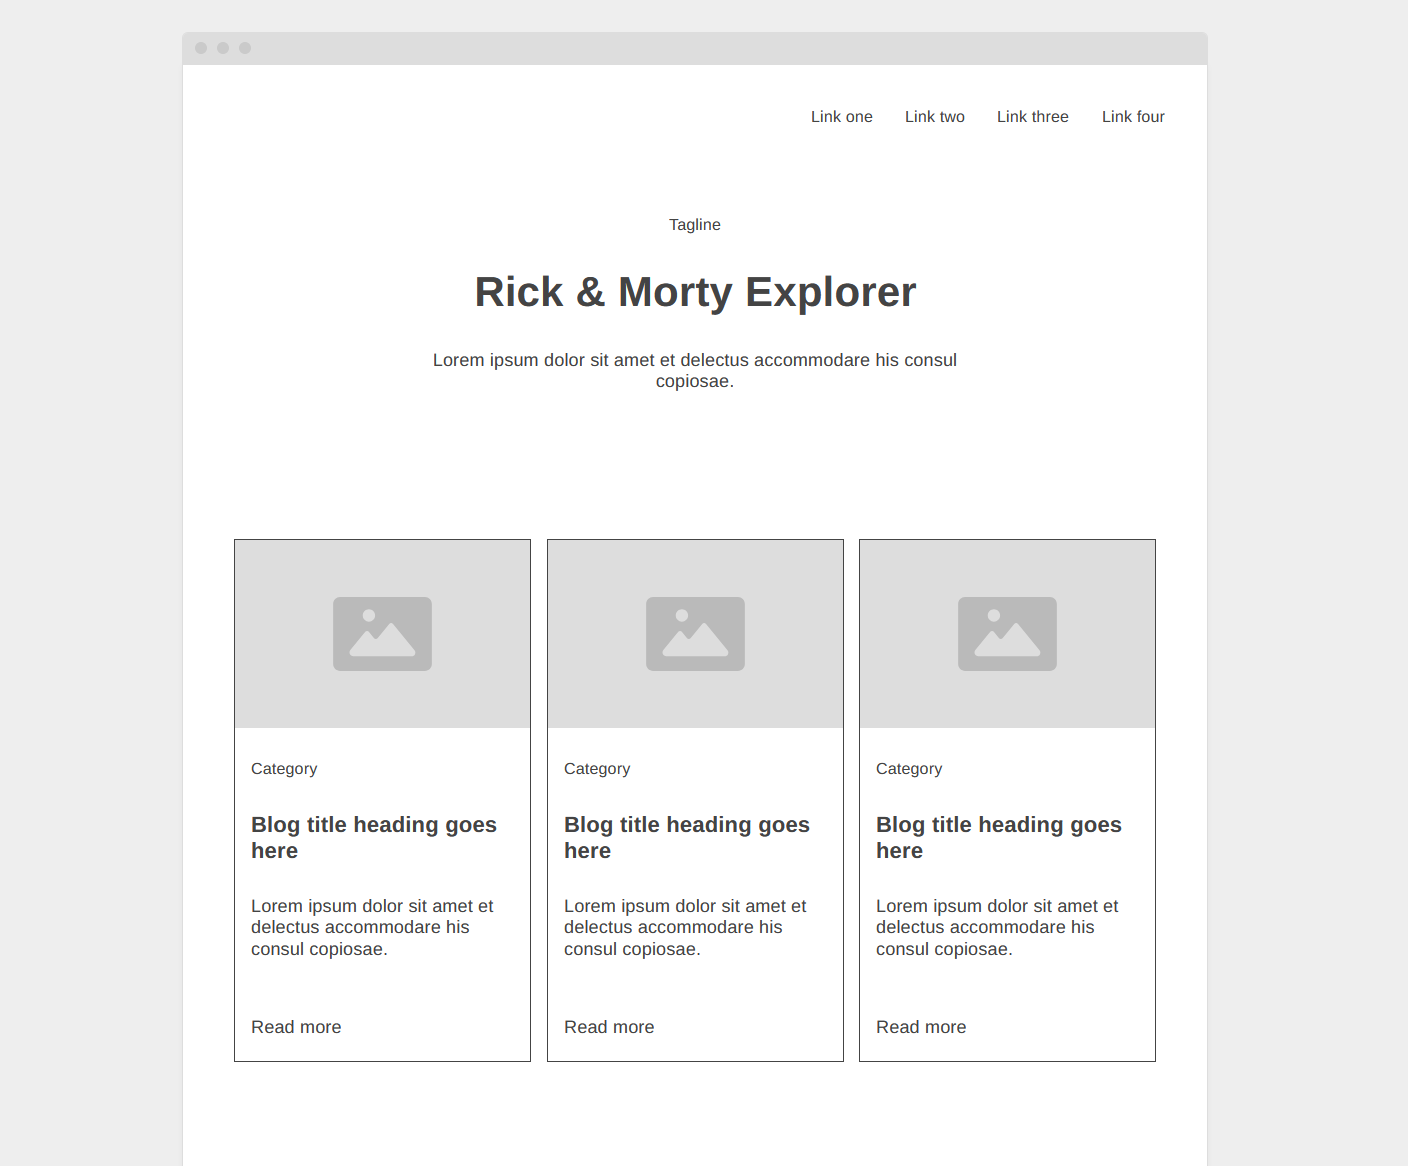 Link one Link two Link three Link four
Tagline
Rick & Morty Explorer
Lorem ipsum dolor sit amet et delectus accommodare his consul
copiosae.
Category
Blog title heading goes
here
Lorem ipsum dolor sit amet et
delectus accommodare his
consul copiosae.
Read more
Category
Blog title heading goes
here
Lorem ipsum dolor sit amet et
delectus accommodare his
consul copiosae.
Read more
Category
Blog title heading goes
here
Lorem ipsum dolor sit amet et
delectus accommodare his
consul copiosae.
Read more